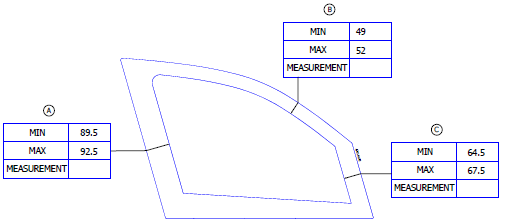 B
MIN 49
MAX 52
MEASUREMENT
A
MIN 89.5
MAX 92.5
MEASUREMENT
C
MIN 64.5
MAX 67.5
MEASUREMENT